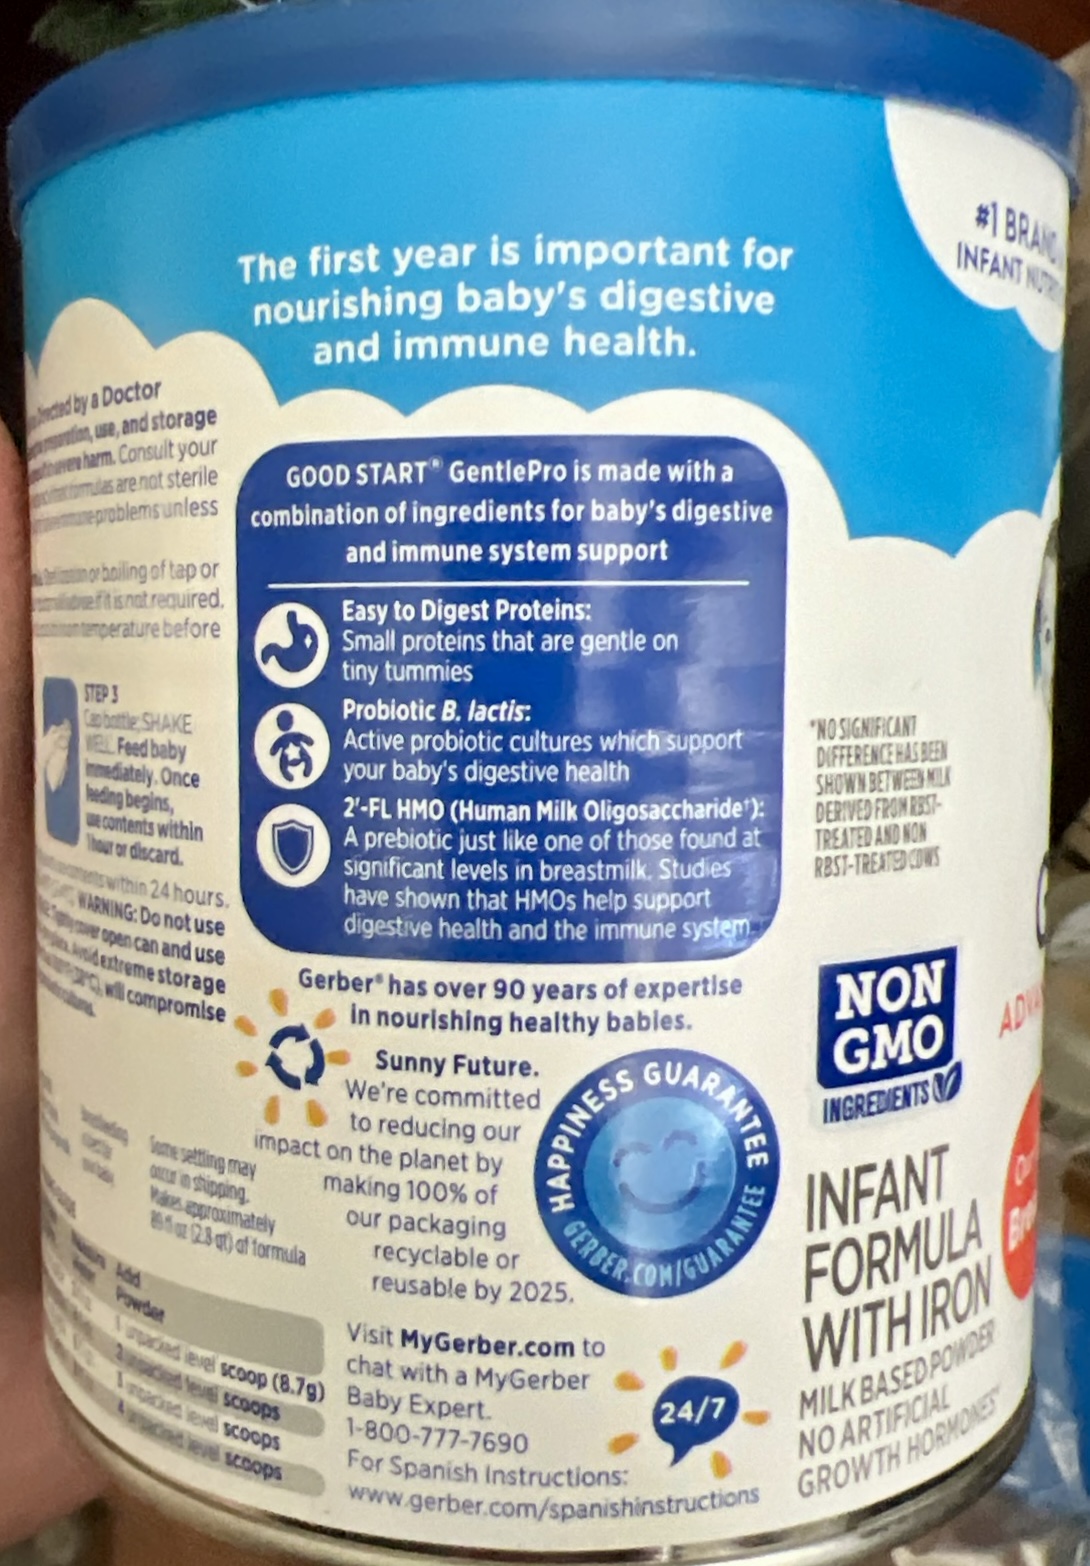 The first year is important for
nourishing baby's digestive
and immune health.
#1 BRAND
INFANT
Directed by a Doctor
preparation, use, and storage
severe harm. Consult your
formulas are not sterile
problems unless
or boiling of tap or
if it is not required.
temperature before
STEP 3
Cap bottle; SHAKE
WELL. Feed baby
immediately. Once
feeding begins,
use contents within
1 hour or discard.
within 24 hours.
WARNING: Do not use
cover open can and use
Avoid extreme storage
will compromise
GOOD START® GentlePro is made with a
combination of ingredients for baby's digestive
and immune system support
Easy to Digest Proteins:
Small proteins that are gentle on
tiny tummies
Probiotic B. lactis:
Active probiotic cultures which support
your baby's digestive health
2'-FL HMO (Human Milk Oligosaccharide†):
A prebiotic just like one of those found at
significant levels in breastmilk. Studies
have shown that HMOs help support
digestive health and the immune system.
Gerber® has over 90 years of expertise
in nourishing healthy babies.
Sunny Future.
We're committed
to reducing our
impact on the planet by
making 100% of
our packaging
recyclable or
reusable by 2025.
HAPPINESS GUARANTEE
GERBER.COM/GUARANTEE
Some settling may
occur in shipping.
Makes approximately
89 fl oz (2.8 qt) of formula
Add
Powder
1 unpacked level scoop (8.7g)
2 unpacked level scoops
3 unpacked level scoops
4 unpacked level scoops
Visit MyGerber.com to
chat with a MyGerber
Baby Expert.
1-800-777-7690
For Spanish Instructions:
www.gerber.com/spanishinstructions
24/7
*NO SIGNIFICANT
DIFFERENCE HAS BEEN
SHOWN BETWEEN MILK
DERIVED FROM RBST-
TREATED AND NON
RBST-TREATED COWS
NON
GMO
INGREDIENTS
INFANT
FORMULA
WITH IRON
MILK BASED POWDER
NO ARTIFICIAL
GROWTH HORMONES*